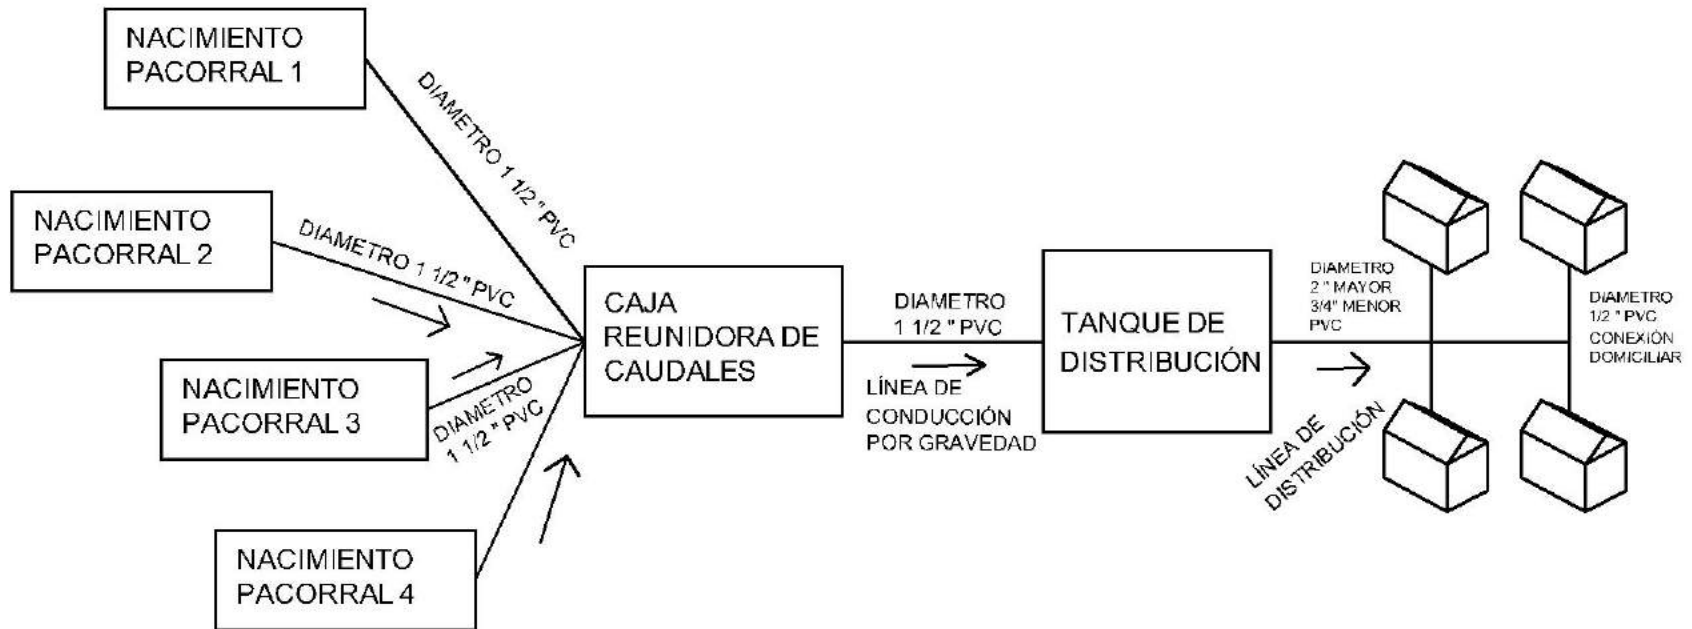 NACIMIENTO
PACORRAL 1
DIAMETRO 1 1/2 " PVC
NACIMIENTO
PACORRAL 2
DIAMETRO 1 1/2 " PVC
NACIMIENTO
PACORRAL 3
DIAMETRO
1 1/2 " PVC
NACIMIENTO
PACORRAL 4
CAJA
REUNIDORA DE
CAUDALES
DIAMETRO
1 1/2 " PVC
LÍNEA DE
CONDUCCIÓN
POR GRAVEDAD
TANQUE DE
DISTRIBUCIÓN
DIAMETRO
2 " MAYOR
3/4" MENOR
PVC
LÍNEA DE
DISTRIBUCIÓN
DIAMETRO
1/2 " PVC
CONEXIÓN
DOMICILIAR